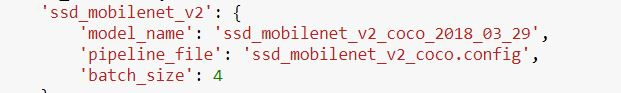 'ssd_mobilenet_v2': {
'model_name': 'ssd_mobilenet_v2_coco_2018_03_29',
'pipeline_file': 'ssd_mobilenet_v2_coco.config',
'batch_size': 4